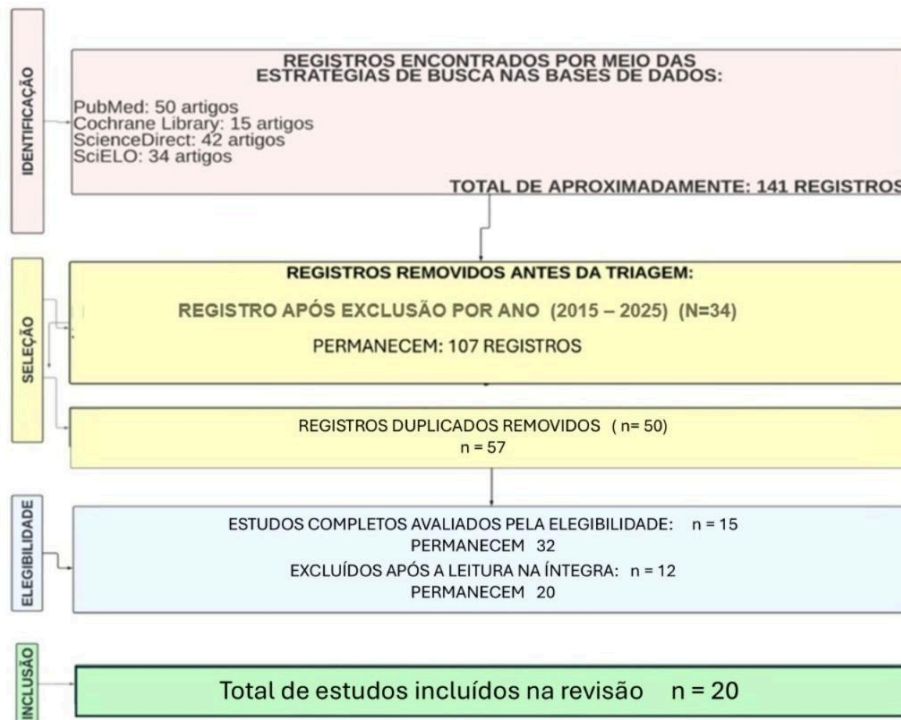 IDENTIFICAÇÃO
REGISTROS ENCONTRADOS POR MEIO DAS
ESTRATÉGIAS DE BUSCA NAS BASES DE DADOS:
PubMed: 50 artigos
Cochrane Library: 15 artigos
ScienceDirect: 42 artigos
SciELO: 34 artigos
TOTAL DE APROXIMADAMENTE: 141 REGISTROS
SELEÇÃO
REGISTROS REMOVIDOS ANTES DA TRIAGEM:
REGISTRO APÓS EXCLUSÃO POR ANO (2015 – 2025) (N=34)
PERMANECEM: 107 REGISTROS
REGISTROS DUPLICADOS REMOVIDOS ( n= 50)
n = 57
ELEGIBILIDADE
ESTUDOS COMPLETOS AVALIADOS PELA ELEGIBILIDADE: n = 15
PERMANECEM 32
EXCLUÍDOS APÓS A LEITURA NA ÍNTEGRA: n = 12
PERMANECEM 20
INCLUSÃO
Total de estudos incluídos na revisão n = 20